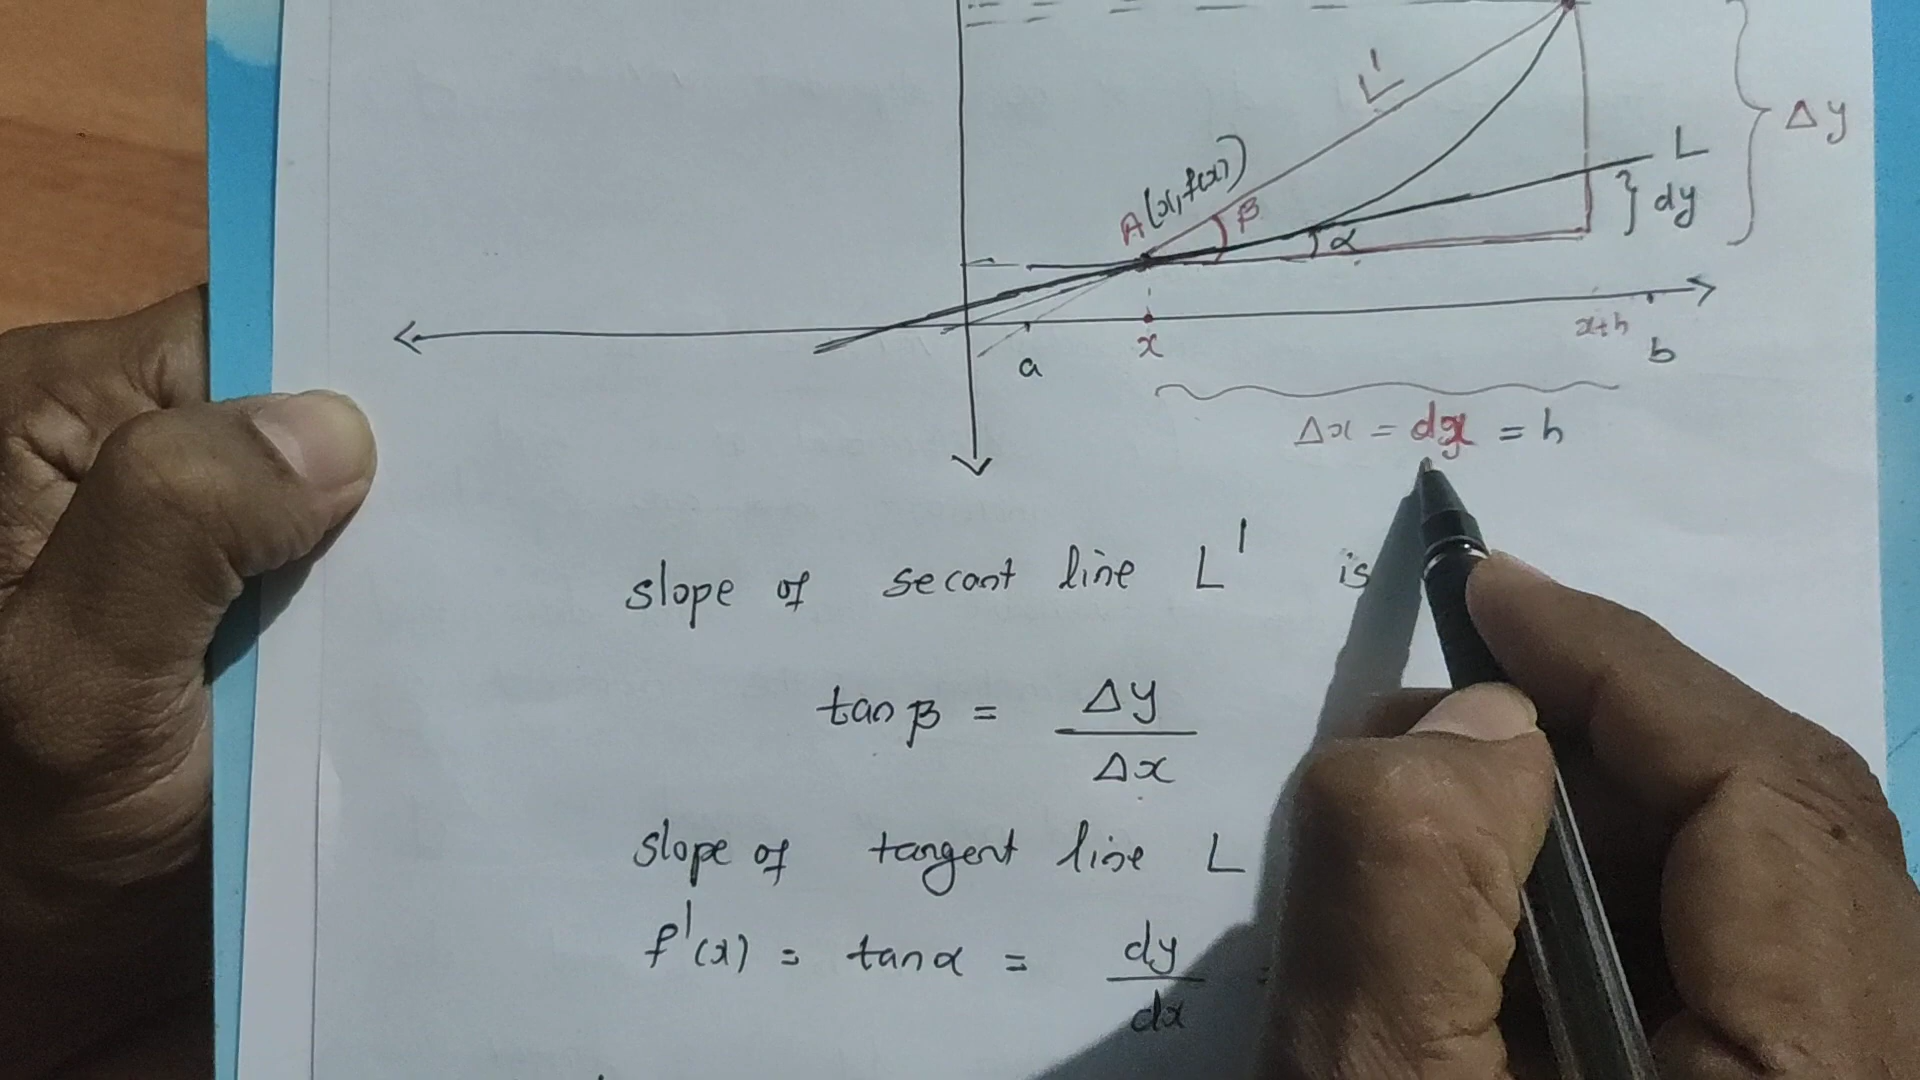 L'
Δy
L
A(x, f(x))
β
} dy
α
x+h
x
a
b
Δx = dx = h
slope of secant line L' is
tan β = Δy / Δx
slope of tangent line L
f'(x) = tan α = dy / dx =